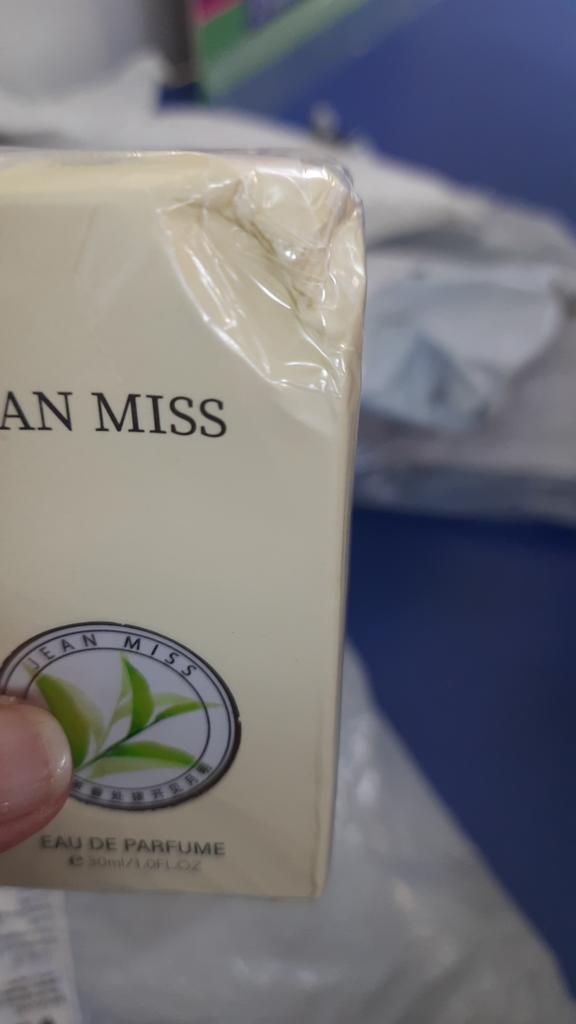 AN MISS
JEAN MISS
EAU DE PARFUME
e 30ml/1.0FL.OZ